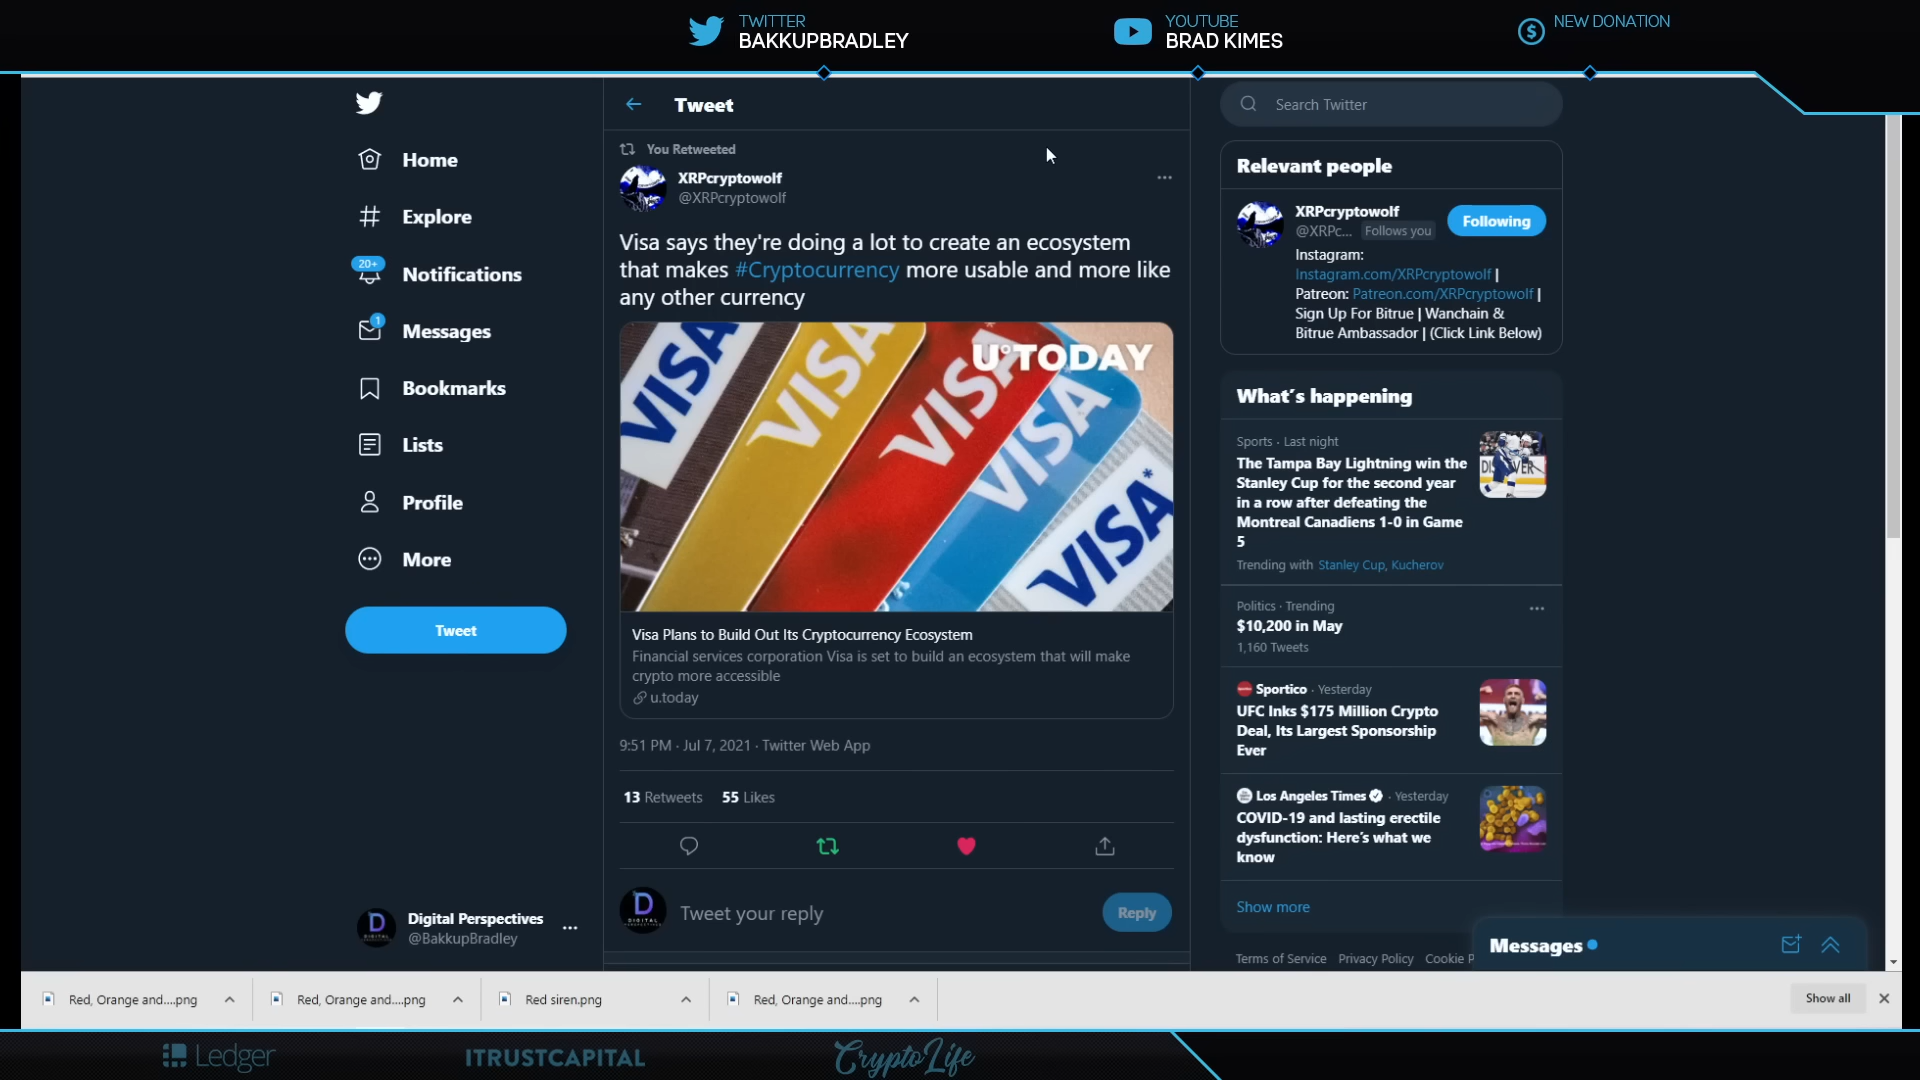 TWITTER
BAKKUPBRADLEY
YOUTUBE
BRAD KIMES
NEW DONATION
Home
Explore
20+
Notifications
1
Messages
Bookmarks
Lists
Profile
More
Tweet
Digital Perspectives
@BakkupBradley
Tweet
You Retweeted
XRPcryptowolf
@XRPcryptowolf
Visa says they're doing a lot to create an ecosystem
that makes #Cryptocurrency more usable and more like
any other currency
U°TODAY
VISA
VISA
VISA
VISA
VISA
Visa Plans to Build Out Its Cryptocurrency Ecosystem
Financial services corporation Visa is set to build an ecosystem that will make
crypto more accessible
u.today
9:51 PM · Jul 7, 2021 · Twitter Web App
13 Retweets 55 Likes
D
DIGITAL
Tweet your reply
Reply
Search Twitter
Relevant people
XRPcryptowolf
@XRPc... Follows you
Following
Instagram:
Instagram.com/XRPcryptowolf |
Patreon: Patreon.com/XRPcryptowolf |
Sign Up For Bitrue | Wanchain &
Bitrue Ambassador | (Click Link Below)
What's happening
Sports · Last night
The Tampa Bay Lightning win the
Stanley Cup for the second year
in a row after defeating the
Montreal Canadiens 1-0 in Game
5
Trending with Stanley Cup, Kucherov
Politics · Trending
$10,200 in May
1,160 Tweets
Sportico · Yesterday
UFC Inks $175 Million Crypto
Deal, Its Largest Sponsorship
Ever
Los Angeles Times · Yesterday
COVID-19 and lasting erectile
dysfunction: Here's what we
know
Show more
Terms of Service Privacy Policy Cookie P
Messages
Red, Orange and....png
Red, Orange and....png
Red siren.png
Red, Orange and....png
Show all
Ledger
ITRUSTCAPITAL
CryptoLife